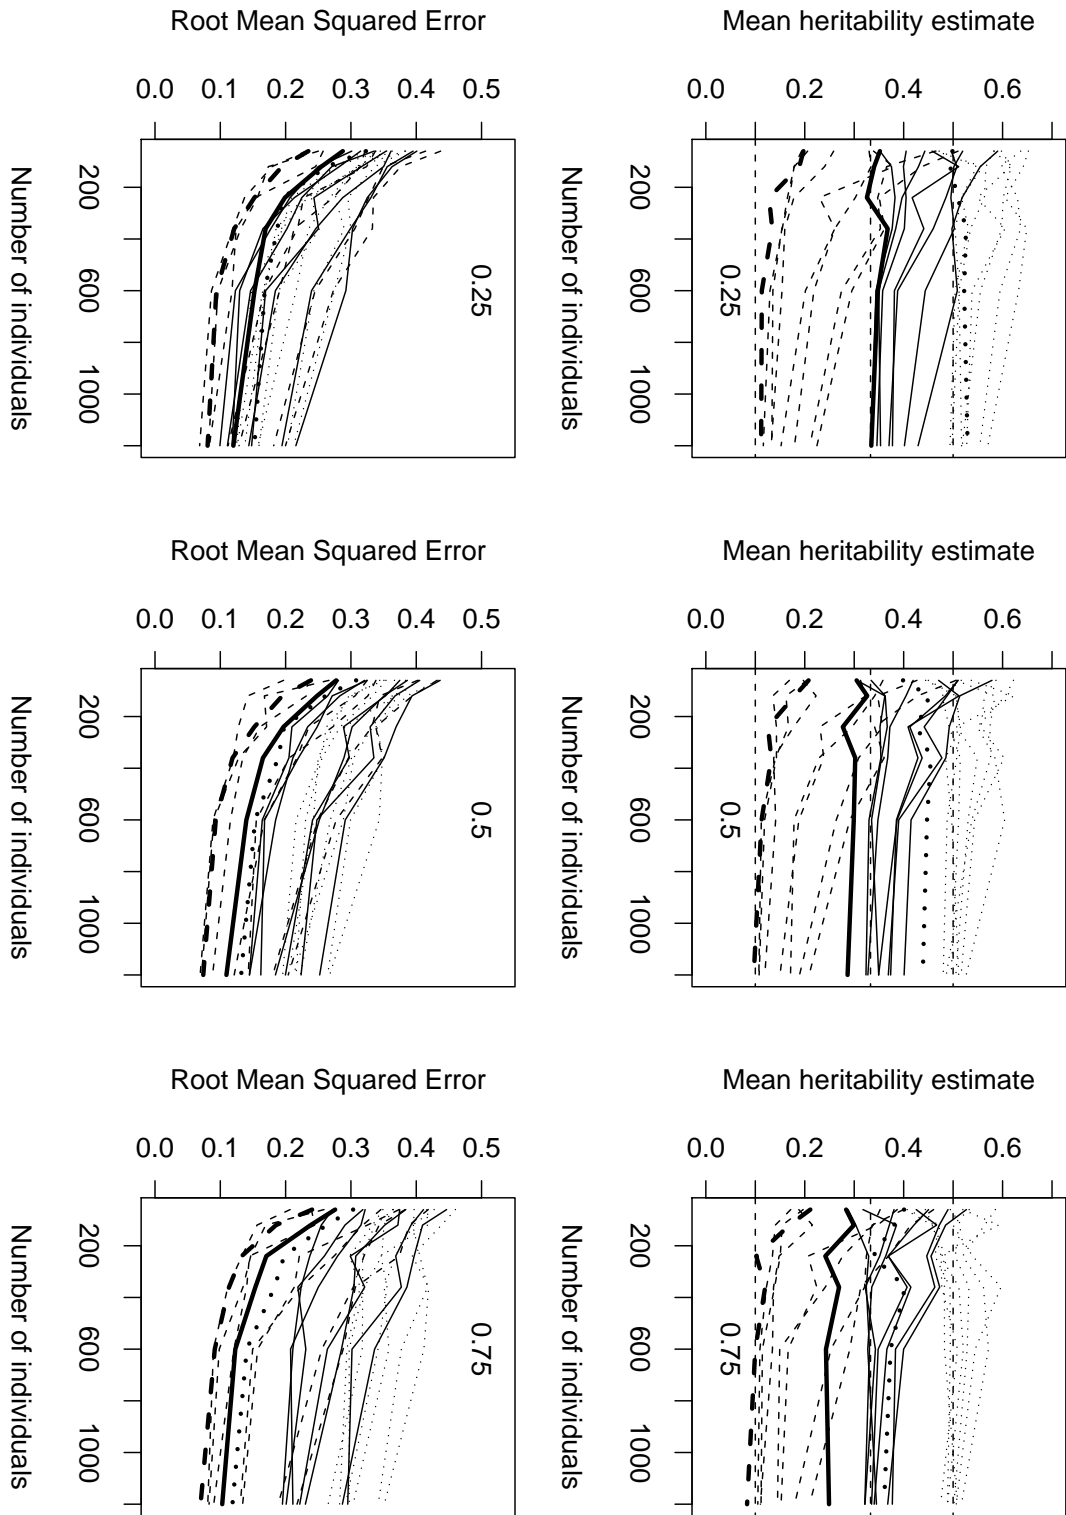 Root Mean Squared Error
Mean heritability estimate
0.0 0.1 0.2 0.3 0.4 0.5
0.0 0.2 0.4 0.6
200 600 1000
Number of individuals
0.25
200 600 1000
Number of individuals
0.25
Root Mean Squared Error
Mean heritability estimate
0.0 0.1 0.2 0.3 0.4 0.5
0.0 0.2 0.4 0.6
200 600 1000
Number of individuals
0.5
200 600 1000
Number of individuals
0.5
Root Mean Squared Error
Mean heritability estimate
0.0 0.1 0.2 0.3 0.4 0.5
0.0 0.2 0.4 0.6
200 600 1000
Number of individuals
0.75
200 600 1000
Number of individuals
0.75